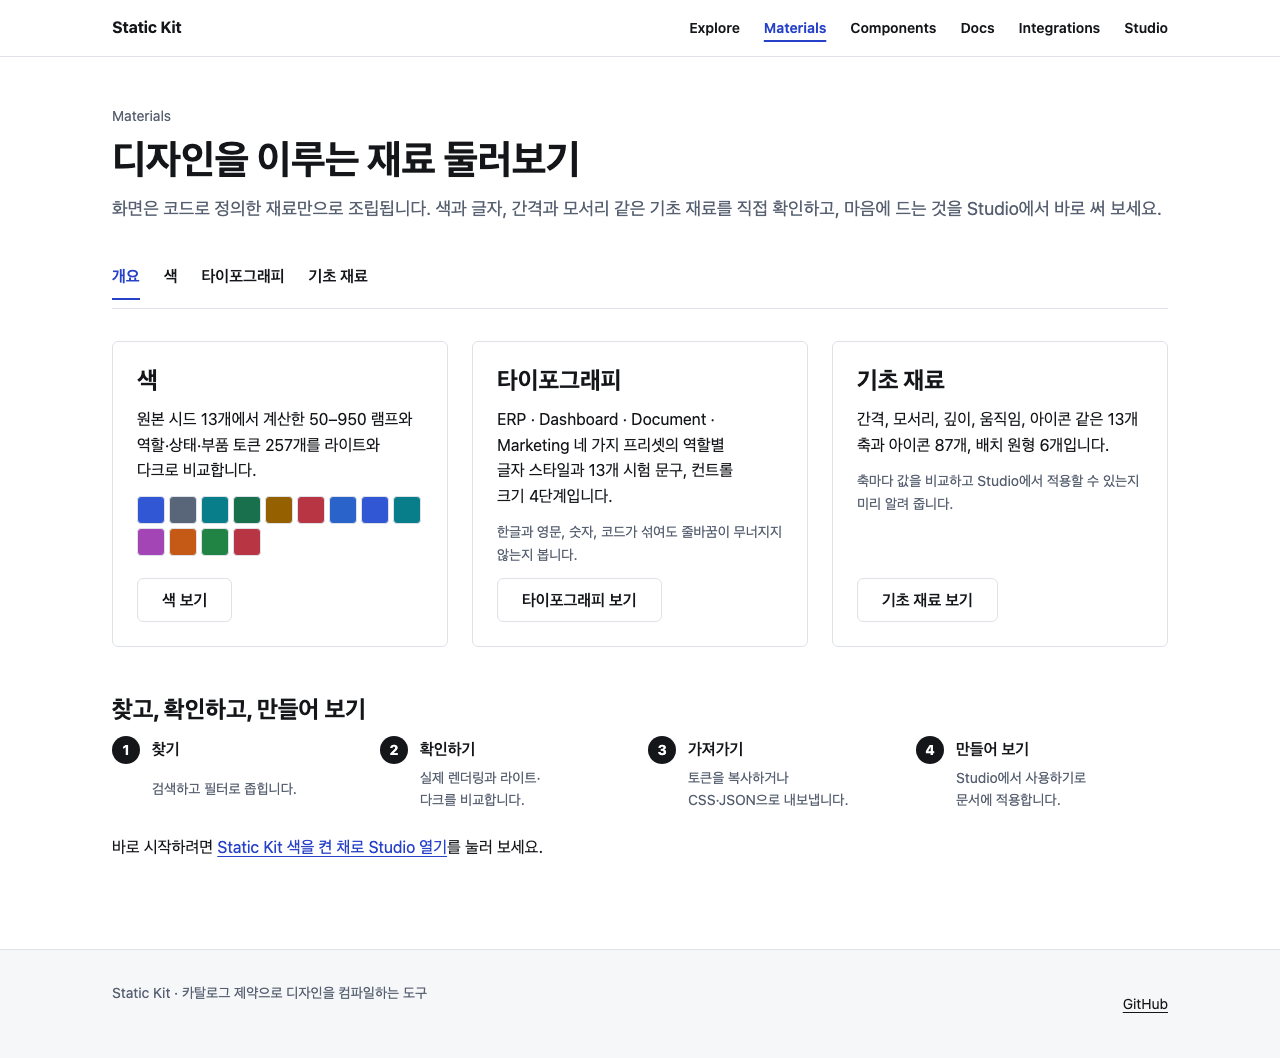 Static Kit
Explore
Materials
Components
Docs
Integrations
Studio
Materials
디자인을 이루는 재료 둘러보기
화면은 코드로 정의한 재료만으로 조립됩니다. 색과 글자, 간격과 모서리 같은 기초 재료를 직접 확인하고, 마음에 드는 것을 Studio에서 바로 써 보세요.
개요
색
타이포그래피
기초 재료
색
원본 시드 13개에서 계산한 50–950 램프와
역할·상태·부품 토큰 257개를 라이트와
다크로 비교합니다.
색 보기
타이포그래피
ERP · Dashboard · Document ·
Marketing 네 가지 프리셋의 역할별
글자 스타일과 13개 시험 문구, 컨트롤
크기 4단계입니다.
한글과 영문, 숫자, 코드가 섞여도 줄바꿈이 무너지지
않는지 봅니다.
타이포그래피 보기
기초 재료
간격, 모서리, 깊이, 움직임, 아이콘 같은 13개
축과 아이콘 87개, 배치 원형 6개입니다.
축마다 값을 비교하고 Studio에서 적용할 수 있는지
미리 알려 줍니다.
기초 재료 보기
찾고, 확인하고, 만들어 보기
1 찾기
검색하고 필터로 좁힙니다.
2 확인하기
실제 렌더링과 라이트·
다크를 비교합니다.
3 가져가기
토큰을 복사하거나
CSS·JSON으로 내보냅니다.
4 만들어 보기
Studio에서 사용하기로
문서에 적용합니다.
바로 시작하려면 Static Kit 색을 켠 채로 Studio 열기를 눌러 보세요.
Static Kit · 카탈로그 제약으로 디자인을 컴파일하는 도구
GitHub